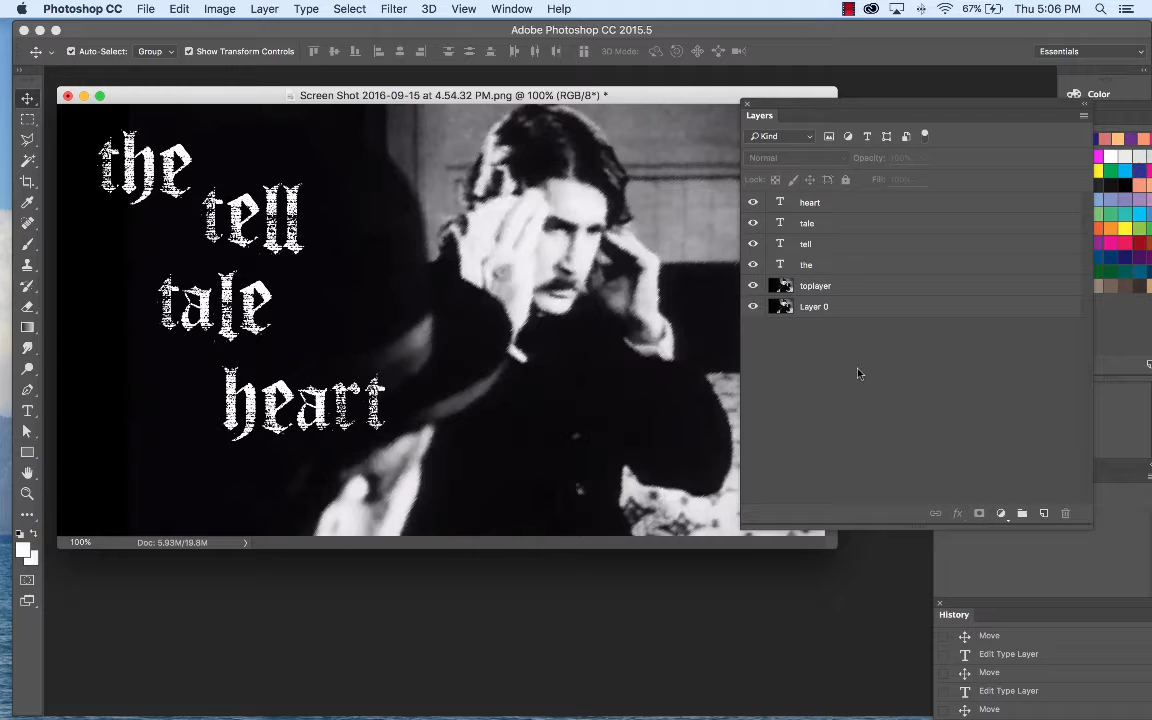 Photoshop CC File Edit Image Layer Type Select Filter 3D View Window Help 67% Thu 5:06 PM
Adobe Photoshop CC 2015.5
Auto-Select: Group Show Transform Controls 3D Mode: Essentials
Screen Shot 2016-09-15 at 4.54.32 PM.png @ 100% (RGB/8*) *
Color
Layers
Kind
Normal Opacity: 100%
Lock: Fill: 100%
heart
tale
tell
the
toplayer
Layer 0
the
tell
tale
heart
100% Doc: 5.93M/19.8M
History
Move
Edit Type Layer
Move
Edit Type Layer
Move